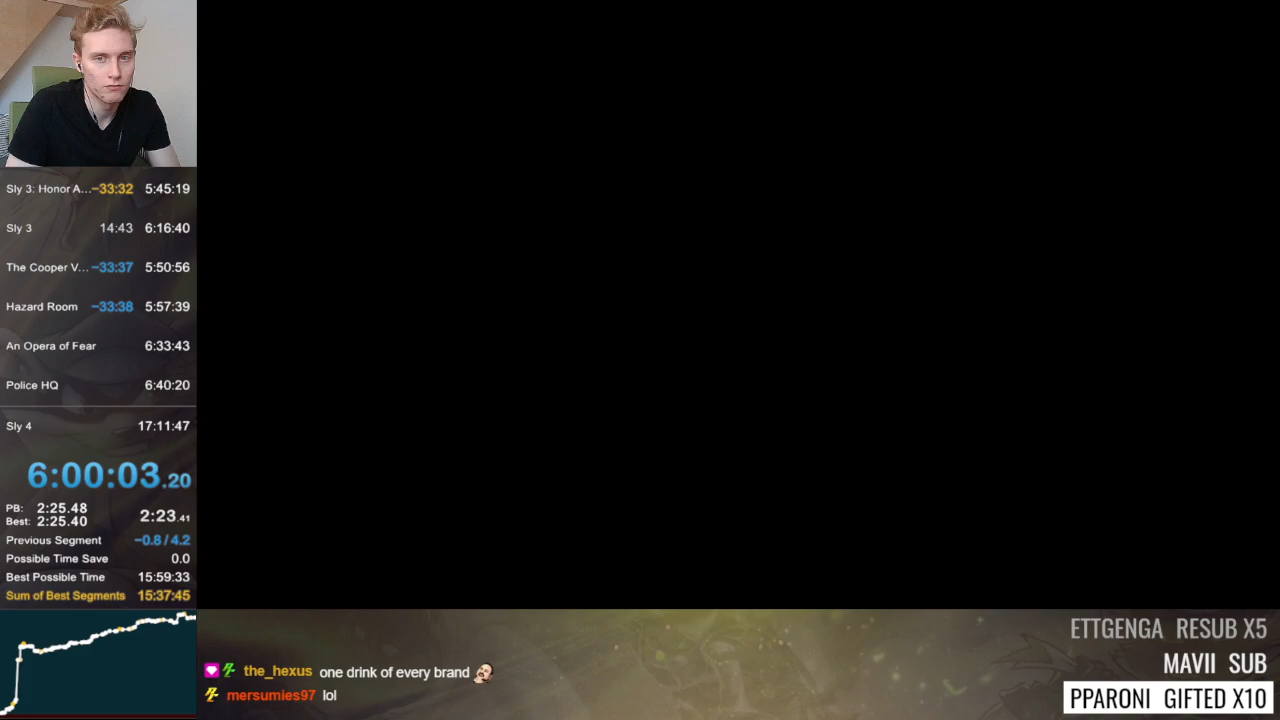 Sly 3: Honor A... −33:32 5:45:19
Sly 3 14:43 6:16:40
The Cooper V... −33:37 5:50:56
Hazard Room −33:38 5:57:39
An Opera of Fear 6:33:43
Police HQ 6:40:20
Sly 4 17:11:47
6:00:03.20
PB: 2:25.48
Best: 2:25.40
2:23.41
Previous Segment −0.8 / 4.2
Possible Time Save 0.0
Best Possible Time 15:59:33
Sum of Best Segments 15:37:45
the_hexus one drink of every brand
mersumies97 lol
ETTGENGA RESUB X5
MAVII SUB
PPARONI GIFTED X10